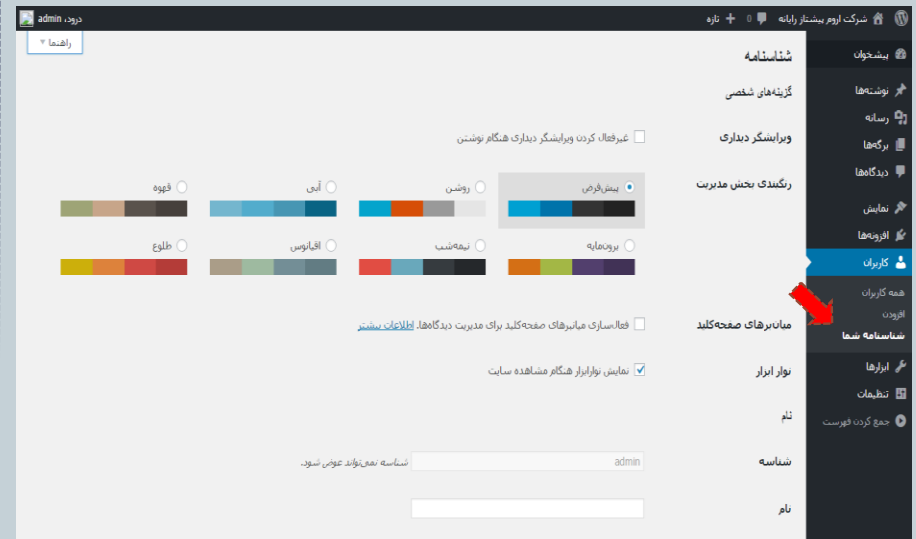 شرکت اروم پیشتاز رایانه 0 + تازه
درود، admin
راهنما
پیشخوان
نوشته‌ها
رسانه
برگه‌ها
دیدگاه‌ها
نمایش
افزونه‌ها
کاربران
همه کاربران
افزودن
شناسنامه شما
ابزارها
تنظیمات
جمع کردن فهرست
شناسنامه
گزینه‌های شخصی
ویرایشگر دیداری
غیرفعال کردن ویرایشگر دیداری هنگام نوشتن
رنگبندی بخش مدیریت
پیش‌فرض روشن آبی قهوه
برون‌مایه نیمه‌شب اقیانوس طلوع
میان‌برهای صفحه‌کلید
فعال‌سازی میانبرهای صفحه‌کلید برای مدیریت دیدگاه‌ها. اطلاعات بیشتر
نوار ابزار
نمایش نوارابزار هنگام مشاهده سایت
نام
شناسه
admin
شناسه نمی‌تواند عوض شود.
نام